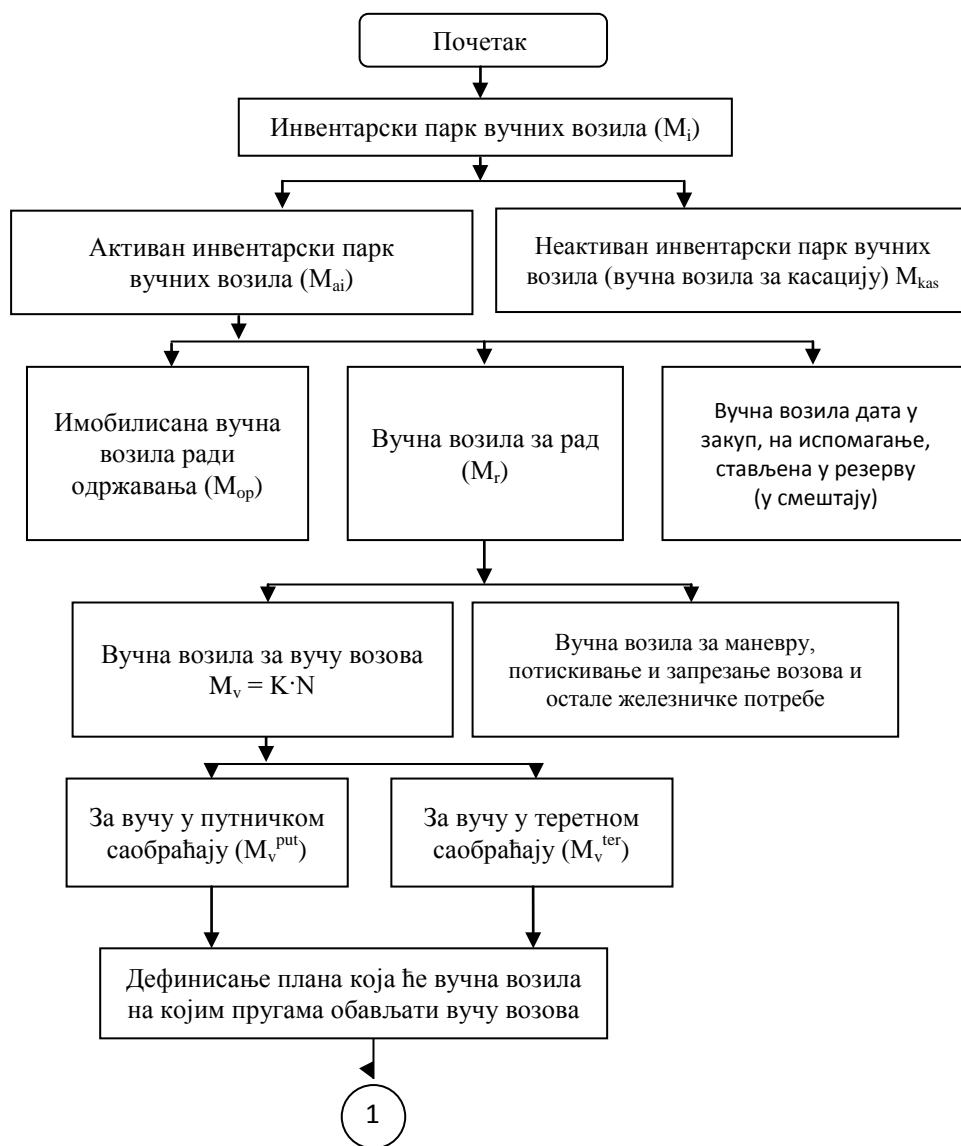 Почетак
Инвентарски парк вучних возила (Mi)
Активан инвентарски парк
вучних возила (Mai)
Неактиван инвентарски парк вучних
возила (вучна возила за касацију) Mkas
Имобилисана вучна
возила ради
одржавања (Mop)
Вучна возила за рад
(Mr)
Вучна возила дата у
закуп, на испомагање,
стављена у резерву
(у смештају)
Вучна возила за вучу возова
Mv = K·N
Вучна возила за маневру,
потискивање и запрезање возова и
остале железничке потребе
За вучу у путничком
саобраћају (Mv^put)
За вучу у теретном
саобраћају (Mv^ter)
Дефинисање плана која ће вучна возила
на којим пругама обављати вучу возова
1